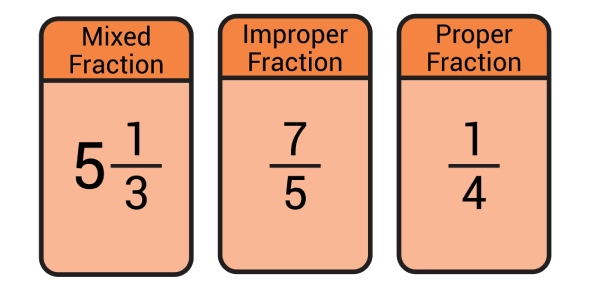 Mixed
Fraction
5 1/3
Improper
Fraction
7/5
Proper
Fraction
1/4